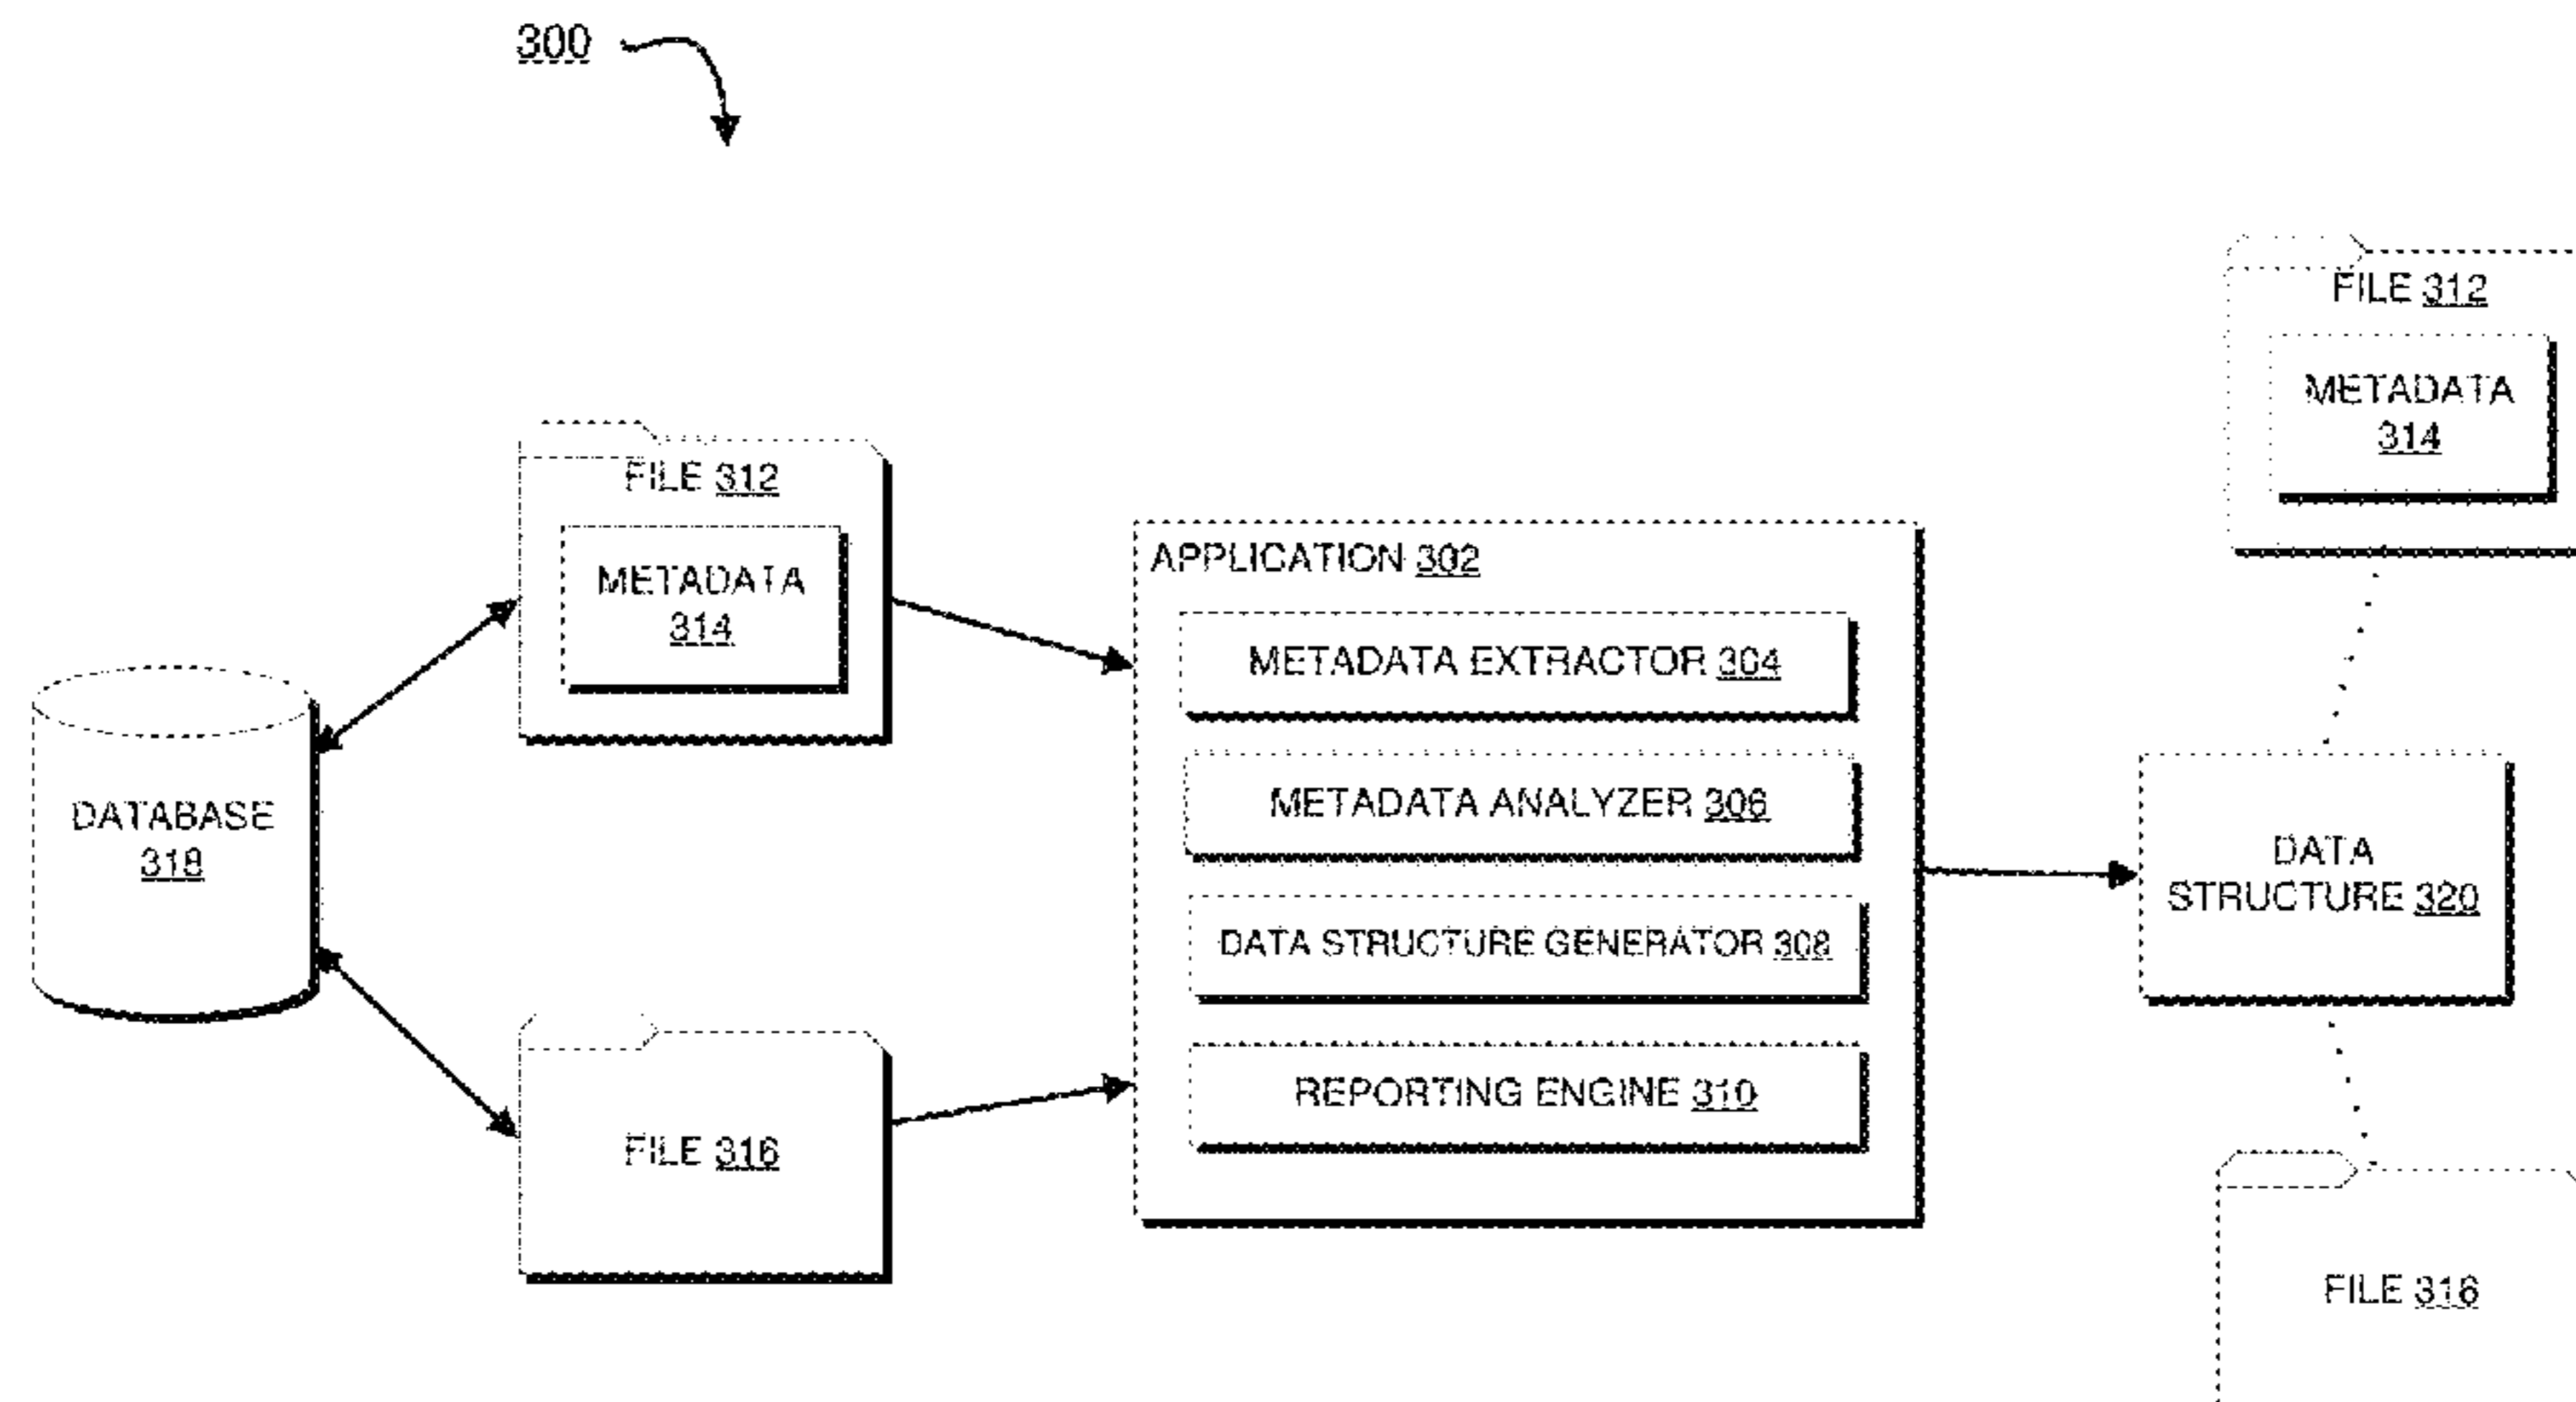 300
FILE 312
METADATA
314
FILE 312
METADATA
314
DATABASE
318
APPLICATION 302
METADATA EXTRACTOR 304
METADATA ANALYZER 306
DATA STRUCTURE GENERATOR 308
REPORTING ENGINE 310
DATA
STRUCTURE 320
FILE 316
FILE 316